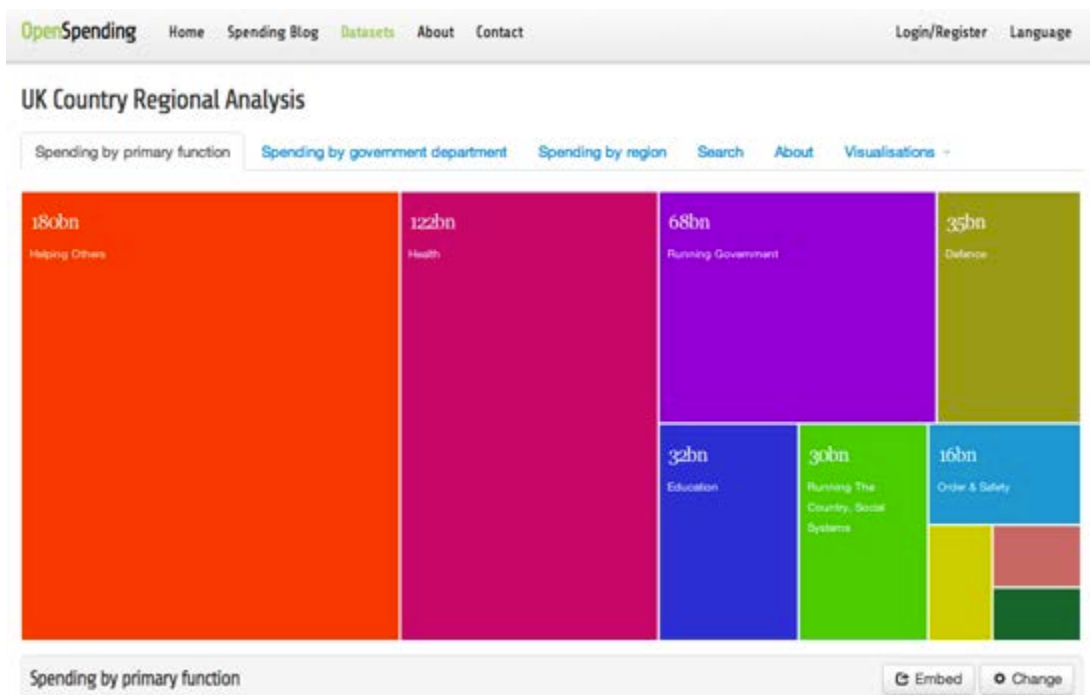 OpenSpending Home Spending Blog Datasets About Contact Login/Register Language
UK Country Regional Analysis
Spending by primary function Spending by government department Spending by region Search About Visualisations
180bn
Helping Others
122bn
Health
68bn
Running Government
35bn
Defence
32bn
Education
30bn
Running The
Country, Social
Systems
16bn
Order & Safety
Spending by primary function Embed Change